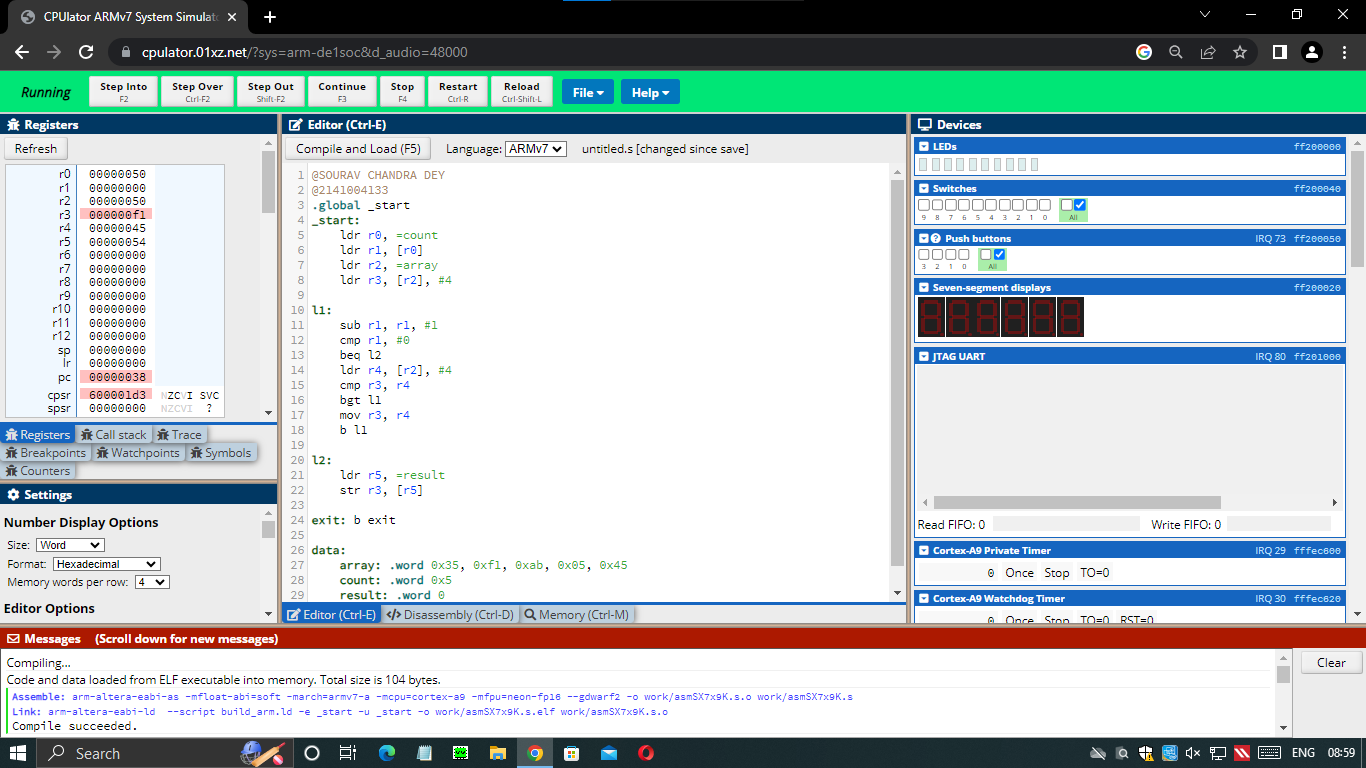 CPUlator ARMv7 System Simulato
cpulator.01xz.net/?sys=arm-de1soc&d_audio=48000
Running
Step Into
F2
Step Over
Ctrl-F2
Step Out
Shift-F2
Continue
F3
Stop
F4
Restart
Ctrl-R
Reload
Ctrl-Shift-L
File
Help
Registers
Refresh
r0 00000050
r1 00000000
r2 00000050
r3 000000f1
r4 00000045
r5 00000054
r6 00000000
r7 00000000
r8 00000000
r9 00000000
r10 00000000
r11 00000000
r12 00000000
sp 00000000
lr 00000000
pc 00000038
cpsr 600001d3 NZCVI SVC
spsr 00000000 NZCVI ?
Registers Call stack Trace
Breakpoints Watchpoints Symbols
Counters
Settings
Number Display Options
Size: Word
Format: Hexadecimal
Memory words per row: 4
Editor Options
Editor (Ctrl-E)
Compile and Load (F5) Language: ARMv7 untitled.s [changed since save]
1 @SOURAV CHANDRA DEY
2 @2141004133
3 .global _start
4 _start:
5 ldr r0, =count
6 ldr r1, [r0]
7 ldr r2, =array
8 ldr r3, [r2], #4
9
10 l1:
11 sub r1, r1, #1
12 cmp r1, #0
13 beq l2
14 ldr r4, [r2], #4
15 cmp r3, r4
16 bgt l1
17 mov r3, r4
18 b l1
19
20 l2:
21 ldr r5, =result
22 str r3, [r5]
23
24 exit: b exit
25
26 data:
27 array: .word 0x35, 0xf1, 0xab, 0x05, 0x45
28 count: .word 0x5
29 result: .word 0
Editor (Ctrl-E) Disassembly (Ctrl-D) Memory (Ctrl-M)
Devices
LEDs ff200000
Switches ff200040
9 8 7 6 5 4 3 2 1 0 All
Push buttons IRQ 73 ff200050
3 2 1 0 All
Seven-segment displays ff200020
JTAG UART IRQ 80 ff201000
Read FIFO: 0 Write FIFO: 0
Cortex-A9 Private Timer IRQ 29 fffec600
0 Once Stop TO=0
Cortex-A9 Watchdog Timer IRQ 30 fffec620
0 Once Stop TO=0 RST=0
Messages (Scroll down for new messages)
Clear
Compiling...
Code and data loaded from ELF executable into memory. Total size is 104 bytes.
Assemble: arm-altera-eabi-as -mfloat-abi=soft -march=armv7-a -mcpu=cortex-a9 -mfpu=neon-fp16 --gdwarf2 -o work/asmSX7x9K.s.o work/asmSX7x9K.s
Link: arm-altera-eabi-ld --script build_arm.ld -e _start -u _start -o work/asmSX7x9K.s.elf work/asmSX7x9K.s.o
Compile succeeded.
Search
ENG 08:59